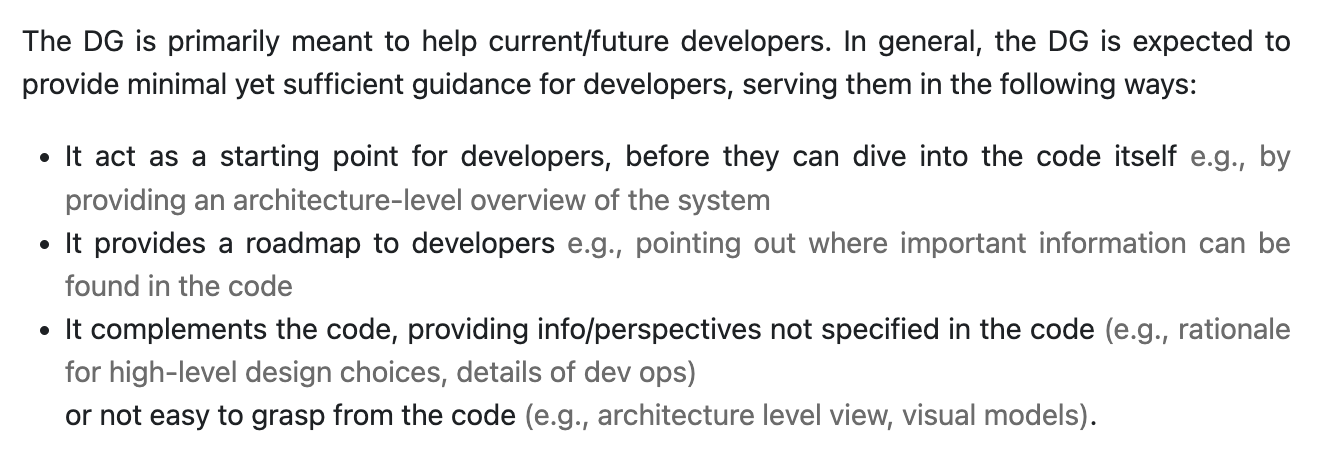 The DG is primarily meant to help current/future developers. In general, the DG is expected to
provide minimal yet sufficient guidance for developers, serving them in the following ways:
• It act as a starting point for developers, before they can dive into the code itself e.g., by
providing an architecture-level overview of the system
• It provides a roadmap to developers e.g., pointing out where important information can be
found in the code
• It complements the code, providing info/perspectives not specified in the code (e.g., rationale
for high-level design choices, details of dev ops)
or not easy to grasp from the code (e.g., architecture level view, visual models).